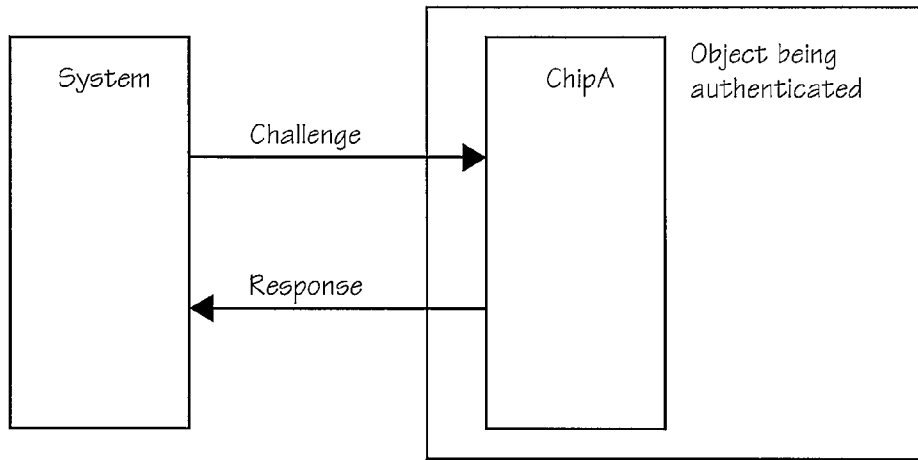 System
ChipA
Object being
authenticated
Challenge
Response